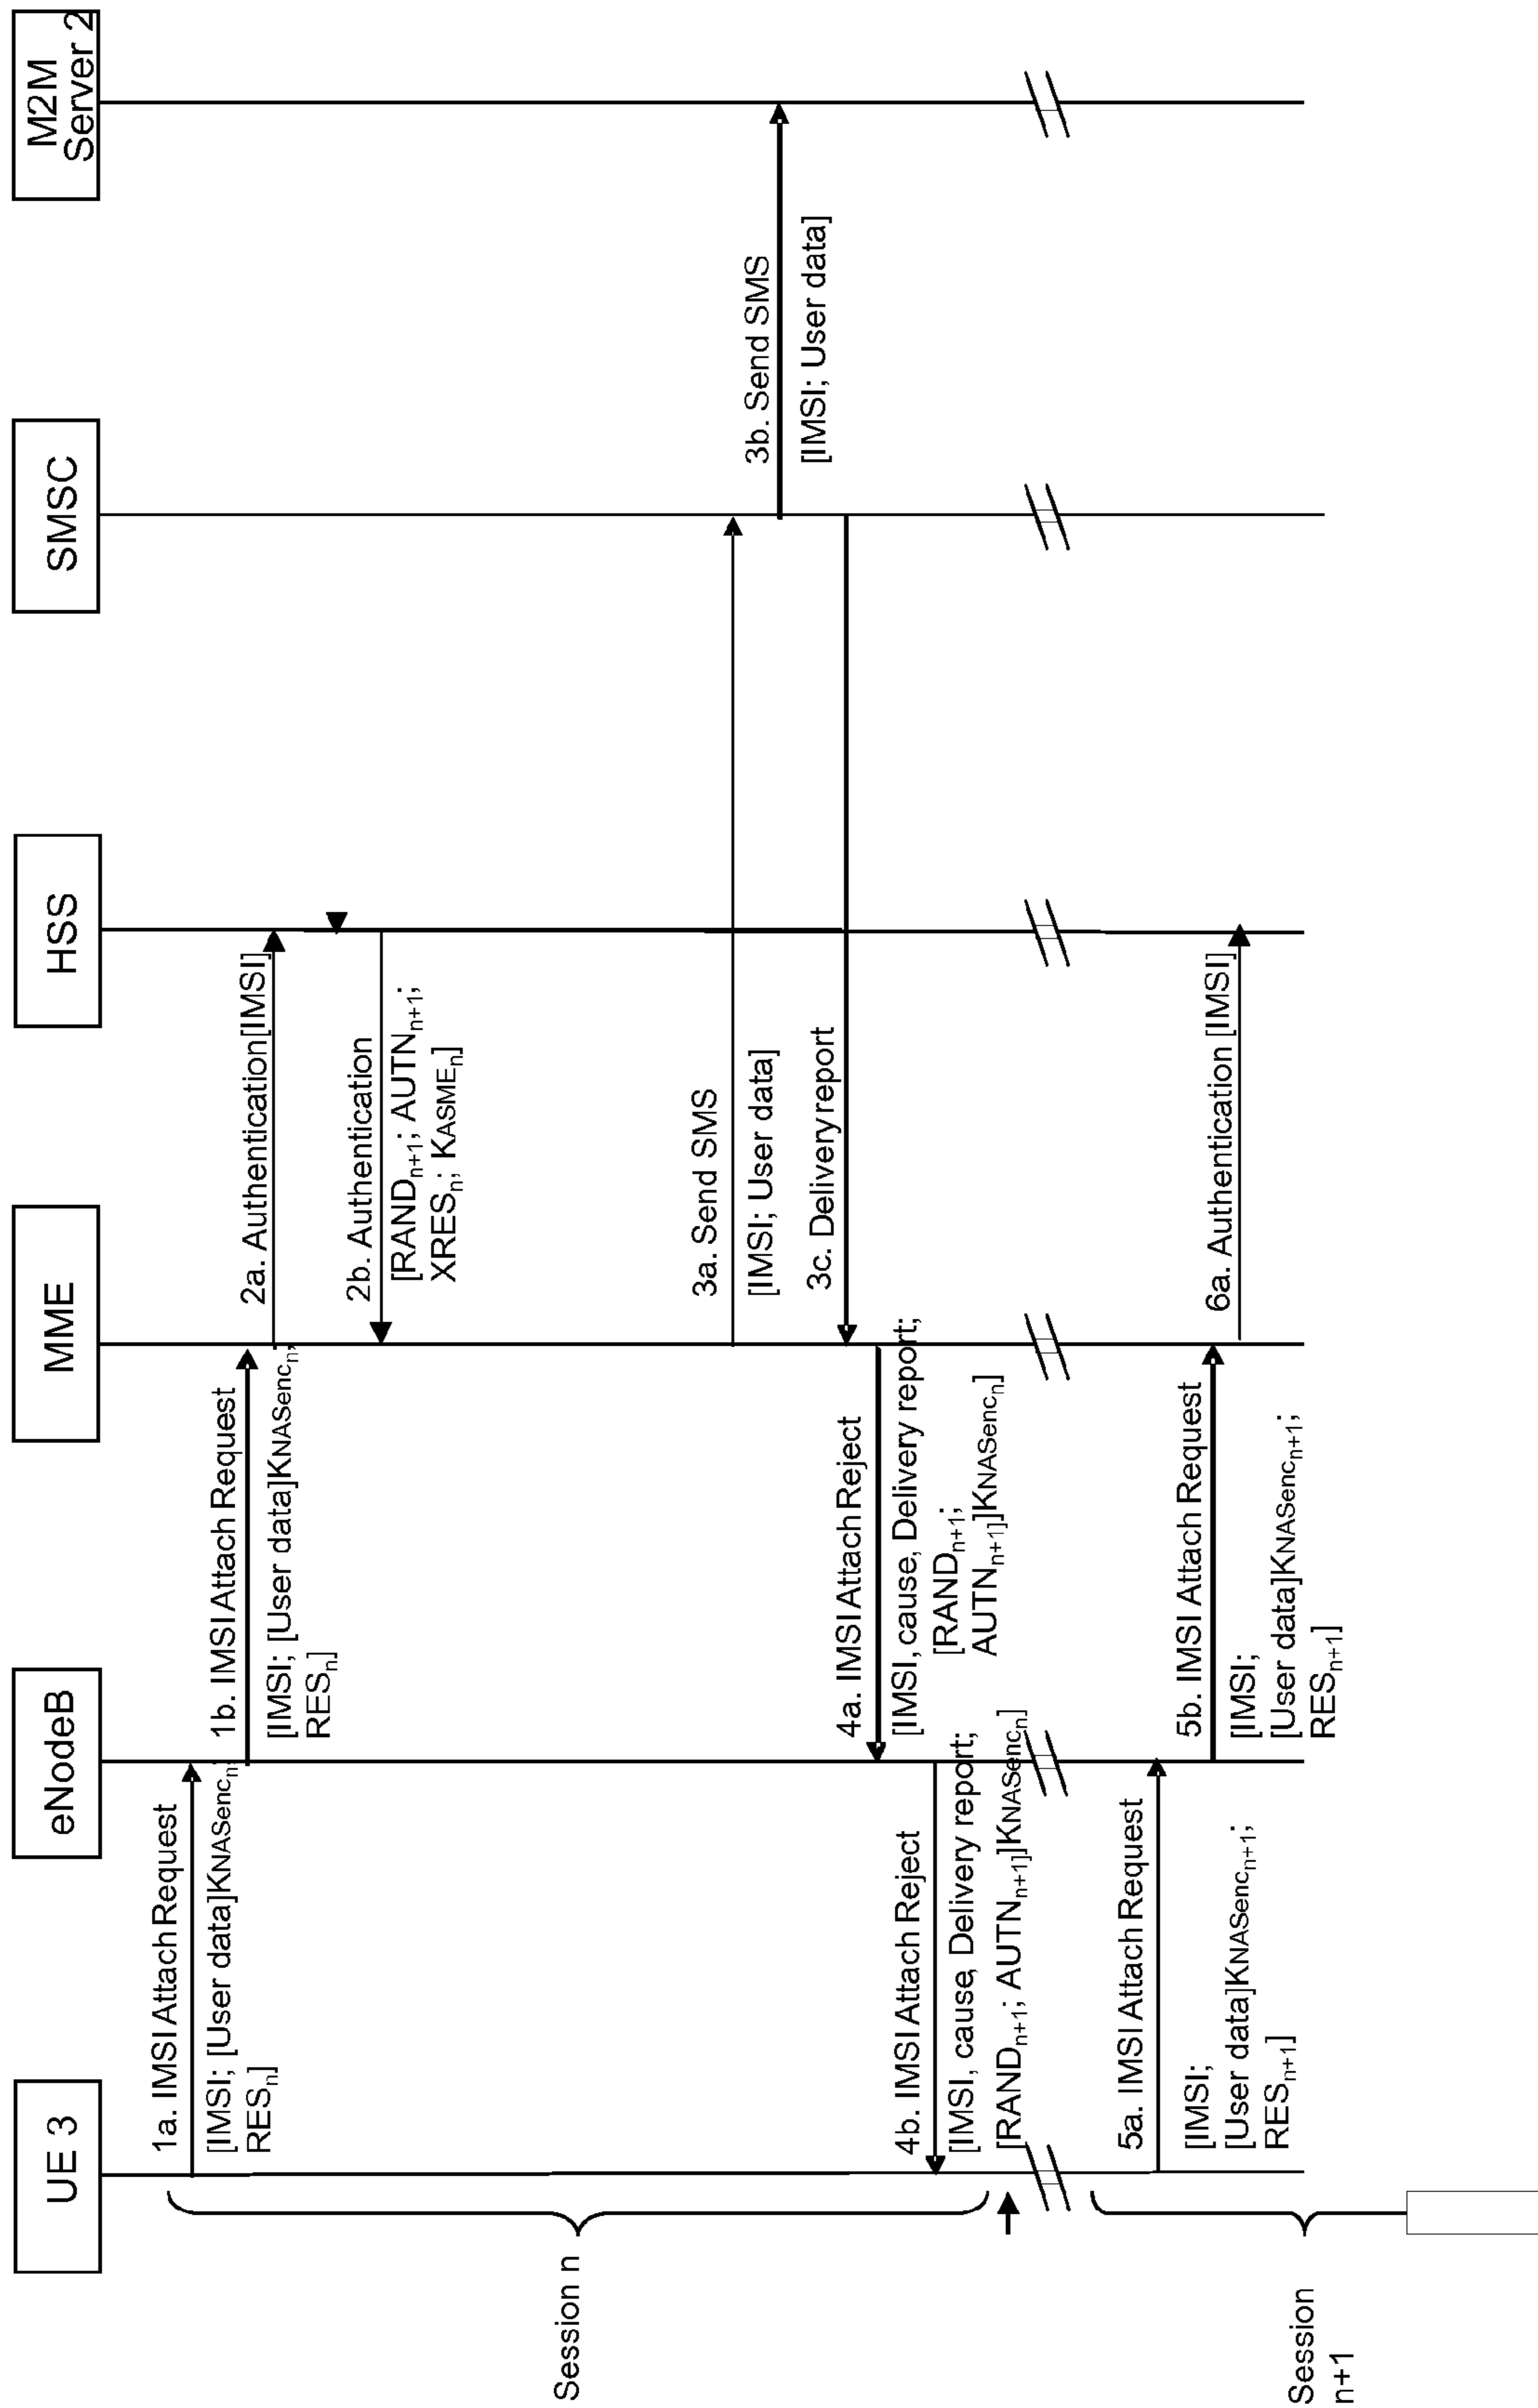 UE 3
eNodeB
MME
HSS
SMSC
M2M
Server 2
Session n
1a. IMSI Attach Request
[IMSI; [User data]KNASencₙ;
RESₙ]
1b. IMSI Attach Request
[IMSI; [User data]KNASencₙ;
RESₙ]
2a. Authentication[IMSI]
2b. Authentication
[RANDₙ₊₁; AUTNₙ₊₁;
XRESₙ; KASMEₙ]
3a. Send SMS
[IMSI; User data]
3b. Send SMS
[IMSI; User data]
3c. Delivery report
4a. IMSI Attach Reject
[IMSI, cause, Delivery report;
[RANDₙ₊₁;
AUTNₙ₊₁]]KNASencₙ]
4b. IMSI Attach Reject
[IMSI, cause, Delivery report;
[RANDₙ₊₁; AUTNₙ₊₁]]KNASencₙ]
Session
n+1
5a. IMSI Attach Request
[IMSI;
[User data]KNASencₙ₊₁;
RESₙ₊₁]
5b. IMSI Attach Request
[IMSI;
[User data]KNASencₙ₊₁;
RESₙ₊₁]
6a. Authentication [IMSI]